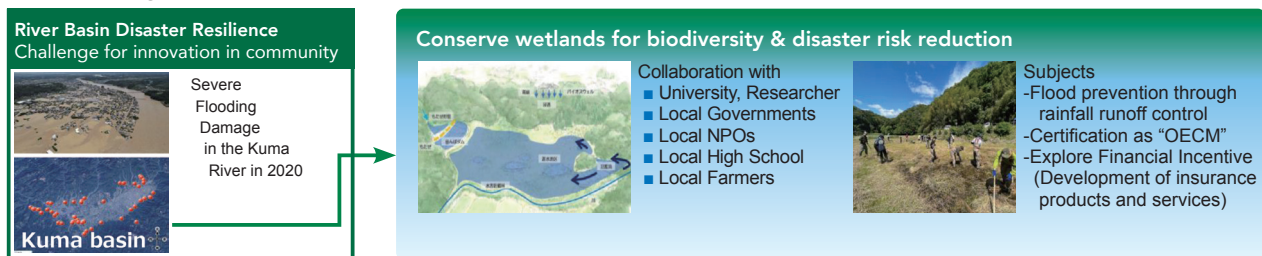 River Basin Disaster Resilience
Challenge for innovation in community
Severe
Flooding
Damage
in the Kuma
River in 2020
Kuma basin
Conserve wetlands for biodiversity & disaster risk reduction
Collaboration with
■ University, Researcher
■ Local Governments
■ Local NPOs
■ Local High School
■ Local Farmers
Subjects
-Flood prevention through
rainfall runoff control
-Certification as “OECM”
-Explore Financial Incentive
(Development of insurance
products and services)